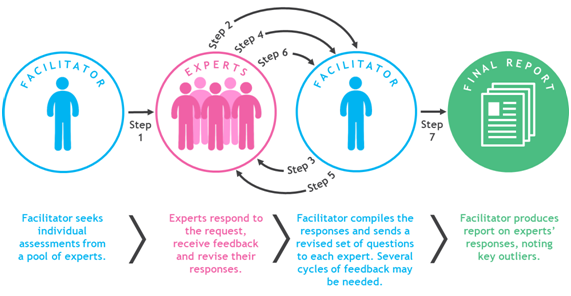 FACILITATOR
Step
1
EXPERTS
Step 2
Step 4
Step 6
Step 3
Step 5
FACILITATOR
Step
7
FINAL REPORT
Facilitator seeks
individual
assessments from
a pool of experts.
Experts respond to
the request,
receive feedback
and revise their
responses.
Facilitator compiles the
responses and sends a
revised set of questions
to each expert. Several
cycles of feedback may
be needed.
Facilitator produces
report on experts’
responses, noting
key outliers.